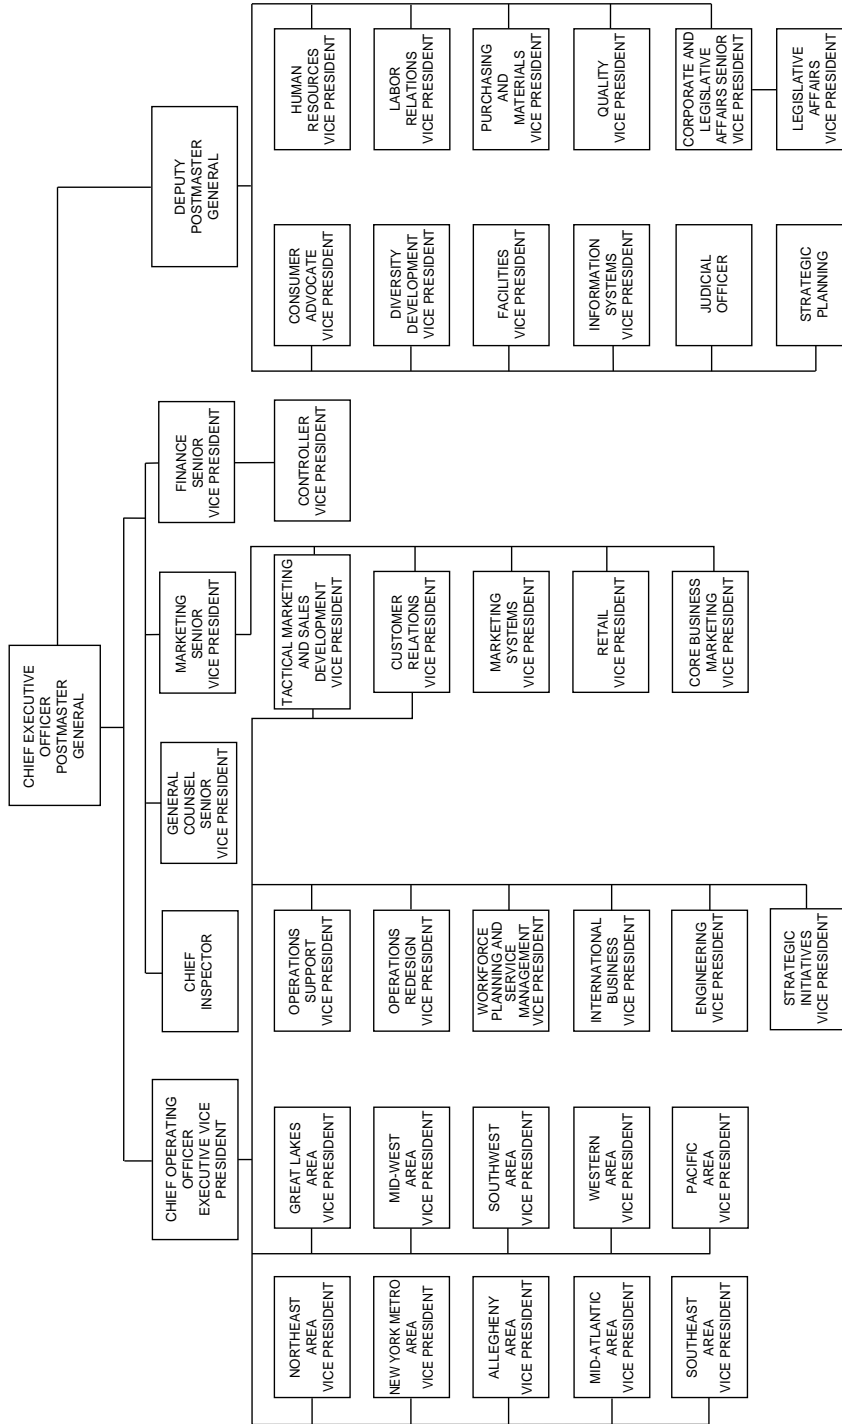 CHIEF EXECUTIVE
OFFICER
POSTMASTER
GENERAL
CHIEF OPERATING
OFFICER
EXECUTIVE VICE
PRESIDENT
CHIEF
INSPECTOR
GENERAL
COUNSEL
SENIOR
VICE PRESIDENT
MARKETING
SENIOR
VICE PRESIDENT
FINANCE
SENIOR
VICE PRESIDENT
DEPUTY
POSTMASTER
GENERAL
NORTHEAST
AREA
VICE PRESIDENT
NEW YORK METRO
AREA
VICE PRESIDENT
ALLEGHENY
AREA
VICE PRESIDENT
MID-ATLANTIC
AREA
VICE PRESIDENT
SOUTHEAST
AREA
VICE PRESIDENT
GREAT LAKES
AREA
VICE PRESIDENT
MID-WEST
AREA
VICE PRESIDENT
SOUTHWEST
AREA
VICE PRESIDENT
WESTERN
AREA
VICE PRESIDENT
PACIFIC
AREA
VICE PRESIDENT
OPERATIONS
SUPPORT
VICE PRESIDENT
OPERATIONS
REDESIGN
VICE PRESIDENT
WORKFORCE
PLANNING AND
SERVICE
MANAGEMENT
VICE PRESIDENT
INTERNATIONAL
BUSINESS
VICE PRESIDENT
ENGINEERING
VICE PRESIDENT
STRATEGIC
INITIATIVES
VICE PRESIDENT
TACTICAL MARKETING
AND SALES
DEVELOPMENT
VICE PRESIDENT
CUSTOMER
RELATIONS
VICE PRESIDENT
MARKETING
SYSTEMS
VICE PRESIDENT
RETAIL
VICE PRESIDENT
CORE BUSINESS
MARKETING
VICE PRESIDENT
CONTROLLER
VICE PRESIDENT
CONSUMER
ADVOCATE
VICE PRESIDENT
DIVERSITY
DEVELOPMENT
VICE PRESIDENT
FACILITIES
VICE PRESIDENT
INFORMATION
SYSTEMS
VICE PRESIDENT
JUDICIAL
OFFICER
STRATEGIC
PLANNING
HUMAN
RESOURCES
VICE PRESIDENT
LABOR
RELATIONS
VICE PRESIDENT
PURCHASING
AND
MATERIALS
VICE PRESIDENT
QUALITY
VICE PRESIDENT
CORPORATE AND
LEGISLATIVE
AFFAIRS SENIOR
VICE PRESIDENT
LEGISLATIVE
AFFAIRS
VICE PRESIDENT